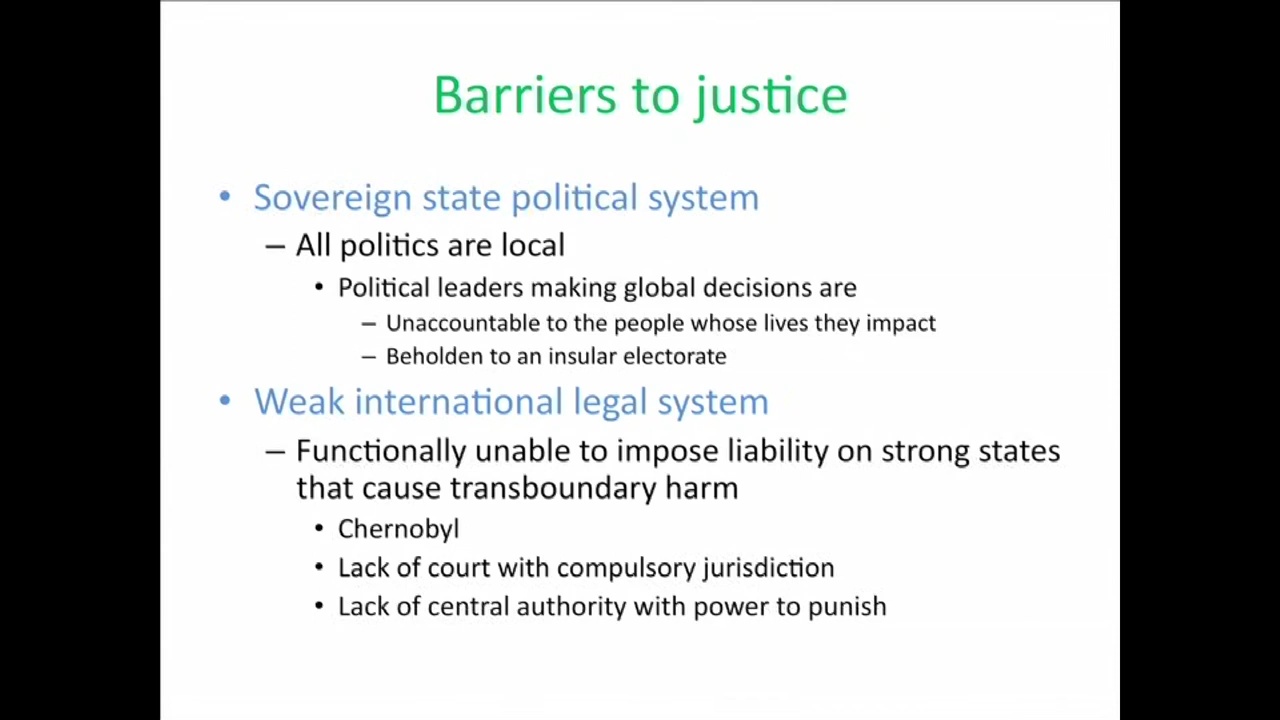 Barriers to justice
• Sovereign state political system
– All politics are local
• Political leaders making global decisions are
– Unaccountable to the people whose lives they impact
– Beholden to an insular electorate
• Weak international legal system
– Functionally unable to impose liability on strong states
that cause transboundary harm
• Chernobyl
• Lack of court with compulsory jurisdiction
• Lack of central authority with power to punish